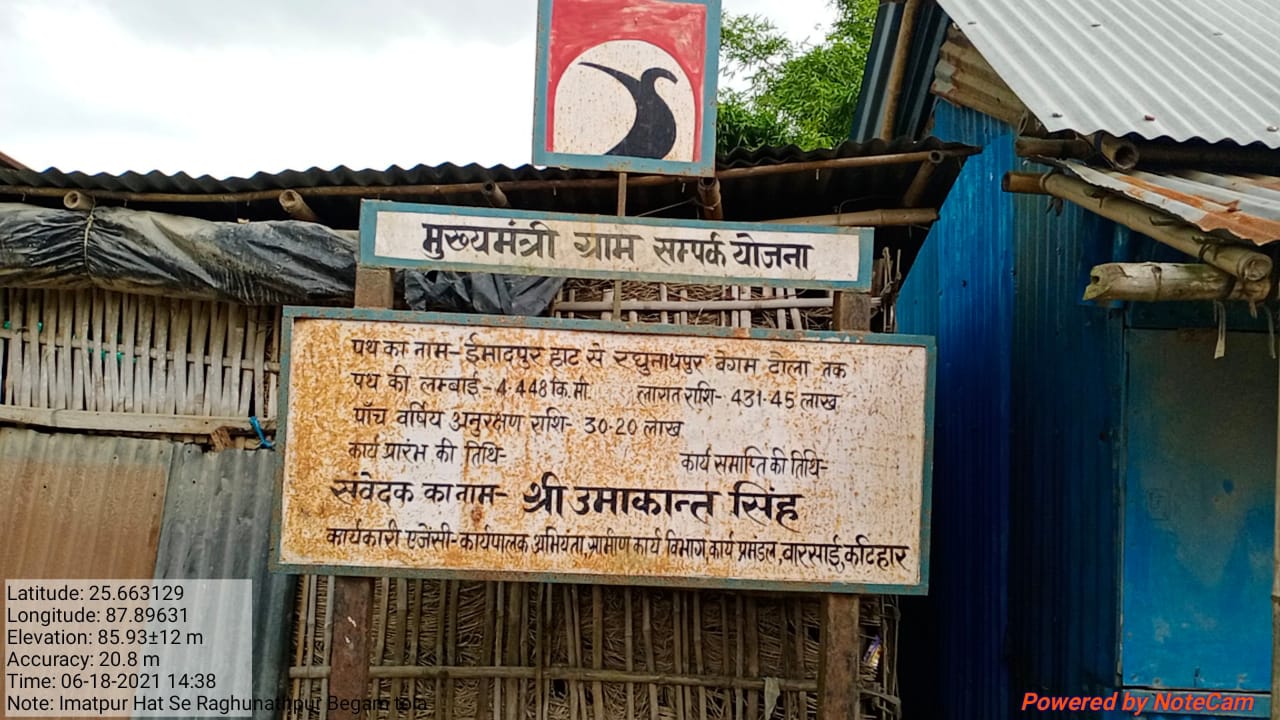 मुख्यमंत्री ग्राम सम्पर्क योजना
पथ का नाम- ईमादपुर हाट से रघुनाथपुर बेगम टोला तक
पथ की लम्बाई - 4.448 कि.मी. लागत राशि- 431.45 लाख
पाँच वर्षिय अनुरक्षण राशि- 30.20 लाख
कार्य प्रारंभ की तिथि- कार्य समाप्ति की तिथि-
संवेदक का नाम- श्री उमाकान्त सिंह
कार्यकारी एजेंसी-कार्यपालक अभियंता, ग्रामीण कार्य विभाग, कार्य प्रमंडल, बारसाई, कटिहार
Latitude: 25.663129
Longitude: 87.89631
Elevation: 85.93±12 m
Accuracy: 20.8 m
Time: 06-18-2021 14:38
Note: Imatpur Hat Se Raghunathpur Begam tola
Powered by NoteCam